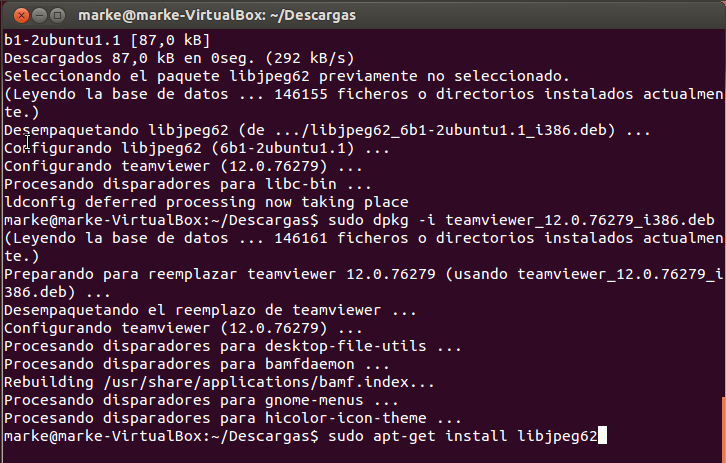 marke@marke-VirtualBox: ~/Descargas
b1-2ubuntu1.1 [87,0 kB]
Descargados 87,0 kB en 0seg. (292 kB/s)
Seleccionando el paquete libjpeg62 previamente no seleccionado.
(Leyendo la base de datos ... 146155 ficheros o directorios instalados actualmen
te.)
Desempaquetando libjpeg62 (de .../libjpeg62_6b1-2ubuntu1.1_i386.deb) ...
Configurando libjpeg62 (6b1-2ubuntu1.1) ...
Configurando teamviewer (12.0.76279) ...
Procesando disparadores para libc-bin ...
ldconfig deferred processing now taking place
marke@marke-VirtualBox:~/Descargas$ sudo dpkg -i teamviewer_12.0.76279_i386.deb
(Leyendo la base de datos ... 146161 ficheros o directorios instalados actualmen
te.)
Preparando para reemplazar teamviewer 12.0.76279 (usando teamviewer_12.0.76279_i
386.deb) ...
Desempaquetando el reemplazo de teamviewer ...
Configurando teamviewer (12.0.76279) ...
Procesando disparadores para desktop-file-utils ...
Procesando disparadores para bamfdaemon ...
Rebuilding /usr/share/applications/bamf.index...
Procesando disparadores para gnome-menus ...
Procesando disparadores para hicolor-icon-theme ...
marke@marke-VirtualBox:~/Descargas$ sudo apt-get install libjpeg62